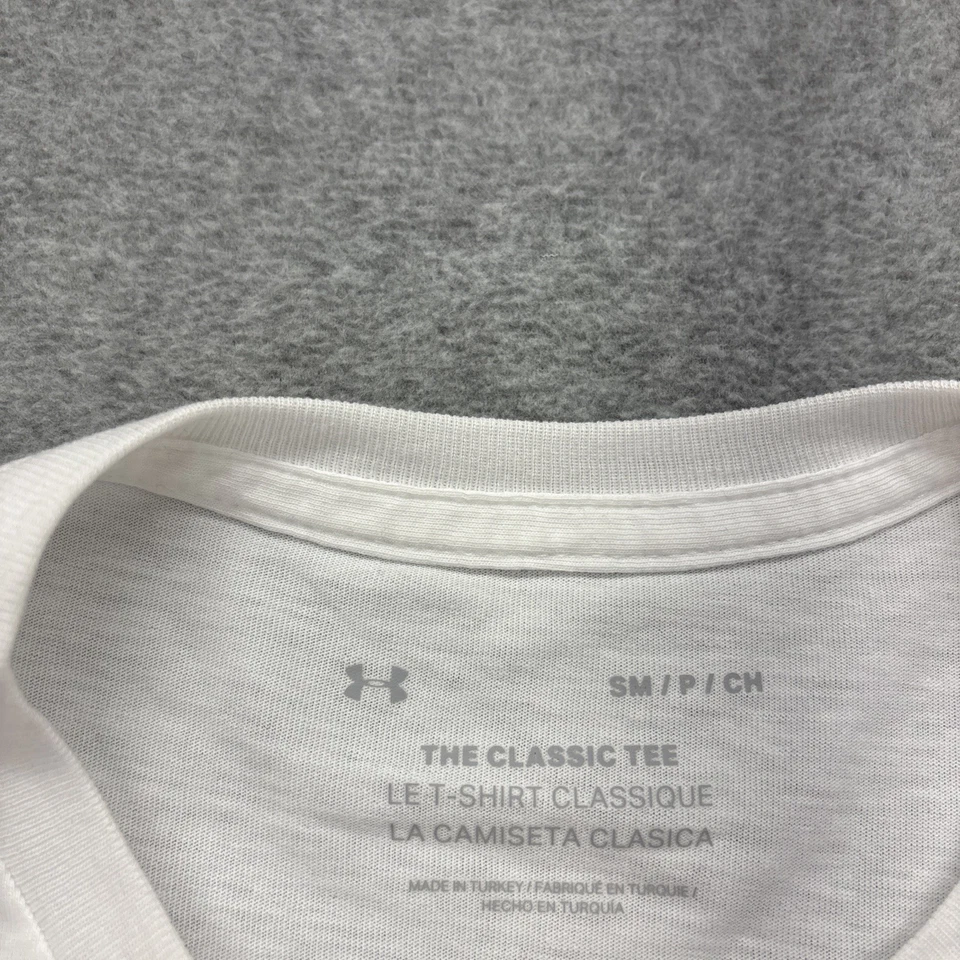 SM / P / CH
THE CLASSIC TEE
LE T-SHIRT CLASSIQUE
LA CAMISETA CLASICA
MADE IN TURKEY / FABRIQUÉ EN TURQUIE /
HECHO EN TURQUÍA